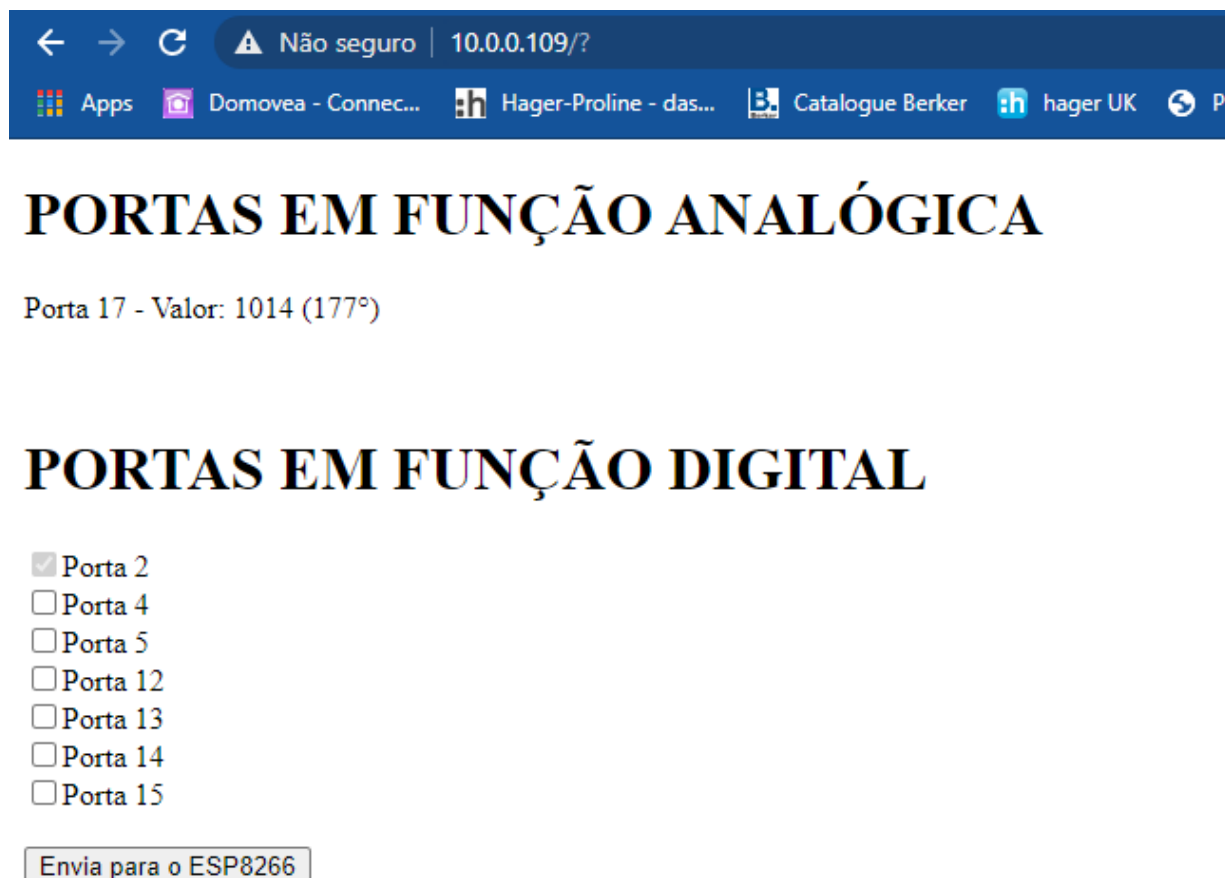 Não seguro | 10.0.0.109/?
Apps Domovea - Connec... :h Hager-Proline - das... B. Berker Catalogue Berker :h hager UK P
PORTAS EM FUNÇÃO ANALÓGICA
Porta 17 - Valor: 1014 (177°)
PORTAS EM FUNÇÃO DIGITAL
Porta 2
Porta 4
Porta 5
Porta 12
Porta 13
Porta 14
Porta 15
Envia para o ESP8266